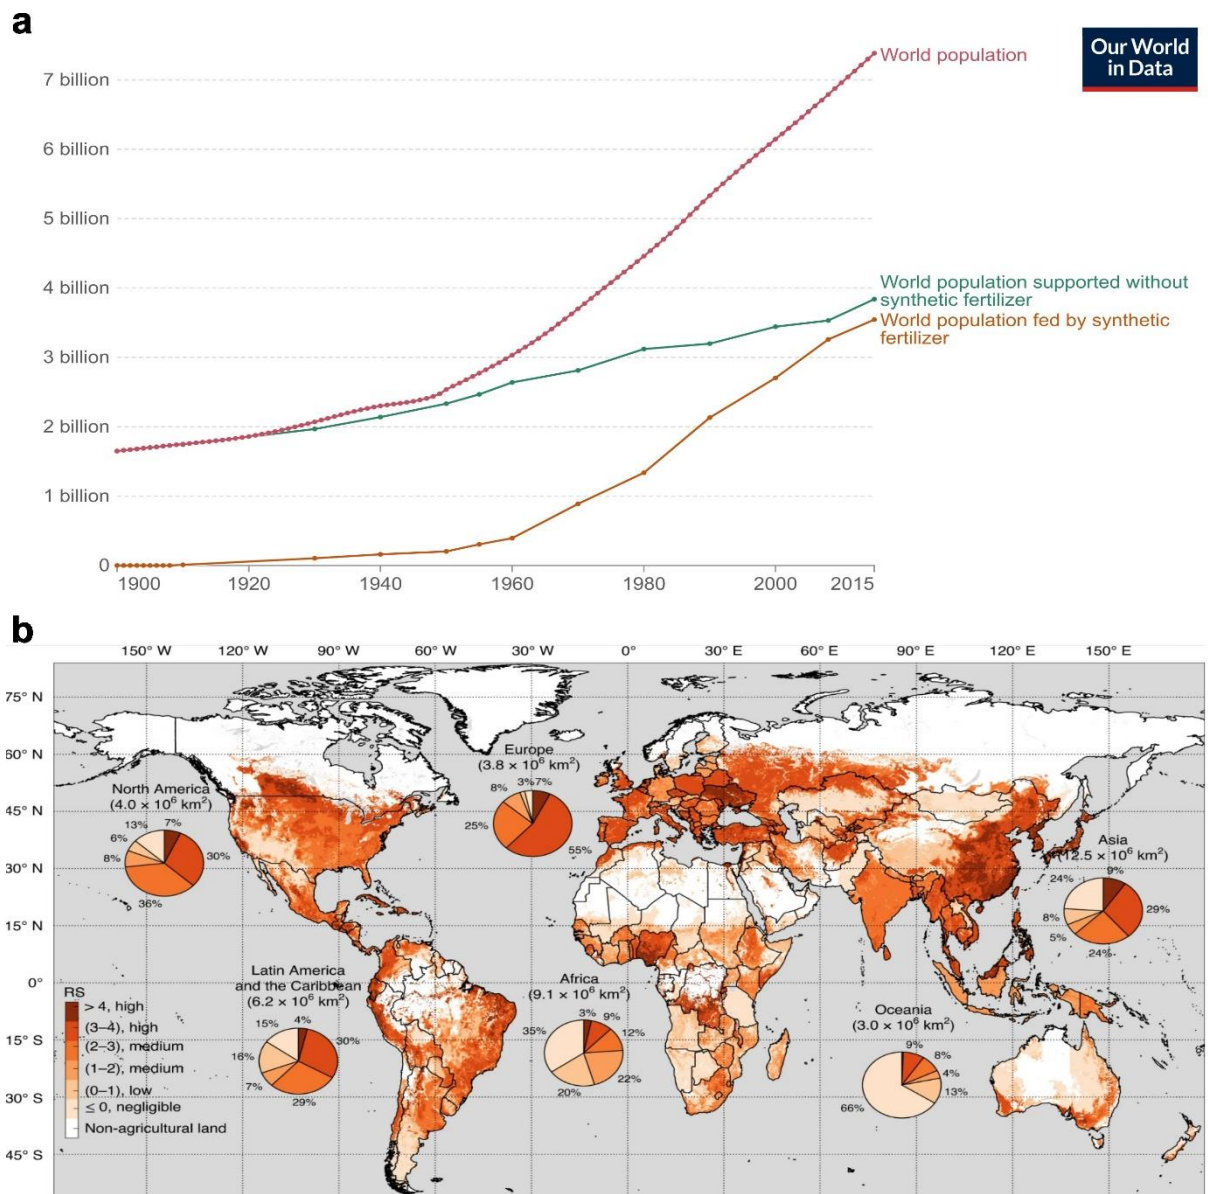 a
Our World
in Data
World population
7 billion
6 billion
5 billion
4 billion
World population supported without
synthetic fertilizer
World population fed by synthetic
fertilizer
3 billion
2 billion
1 billion
0
1900 1920 1940 1960 1980 2000 2015
b
150° W 120° W 90° W 60° W 30° W 0° 30° E 60° E 90° E 120° E 150° E
75° N
60° N
45° N
30° N
15° N
0°
15° S
30° S
45° S
North America
(4.0 × 10⁶ km²)
13% 7%
6% 30%
8%
36%
Europe
(3.8 × 10⁶ km²)
8% 3% 7%
25%
55%
Asia
(12.5 × 10⁶ km²)
24% 9%
29%
8%
5%
24%
Latin America
and the Caribbean
(6.2 × 10⁶ km²)
15% 4%
30%
16%
7%
29%
Africa
(9.1 × 10⁶ km²)
3% 9%
35% 12%
22%
20%
Oceania
(3.0 × 10⁶ km²)
9% 8%
4%
13%
66%
RS
> 4, high
(3–4), high
(2–3), medium
(1–2), medium
(0–1), low
≤ 0, negligible
Non-agricultural land